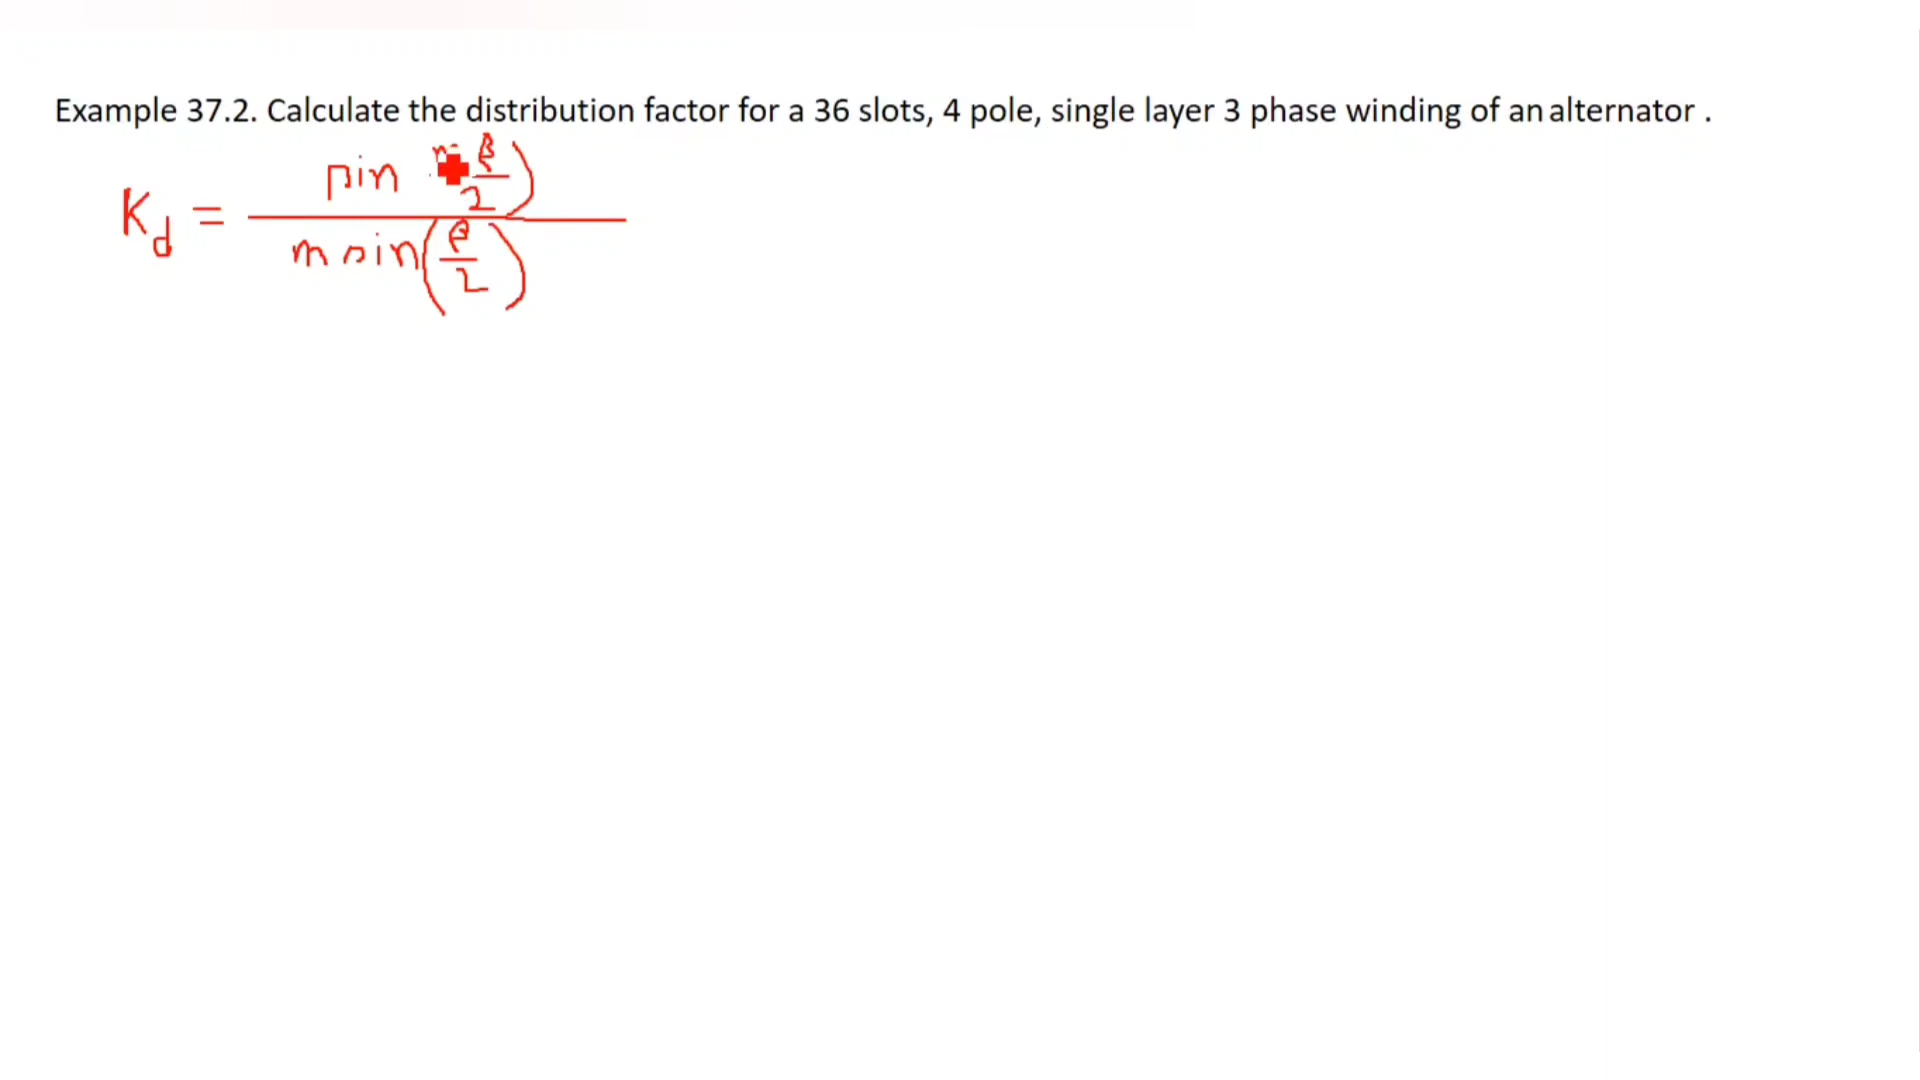 Example 37.2. Calculate the distribution factor for a 36 slots, 4 pole, single layer 3 phase winding of an alternator .
sin β/2)
K_d =
m sin(β/2)